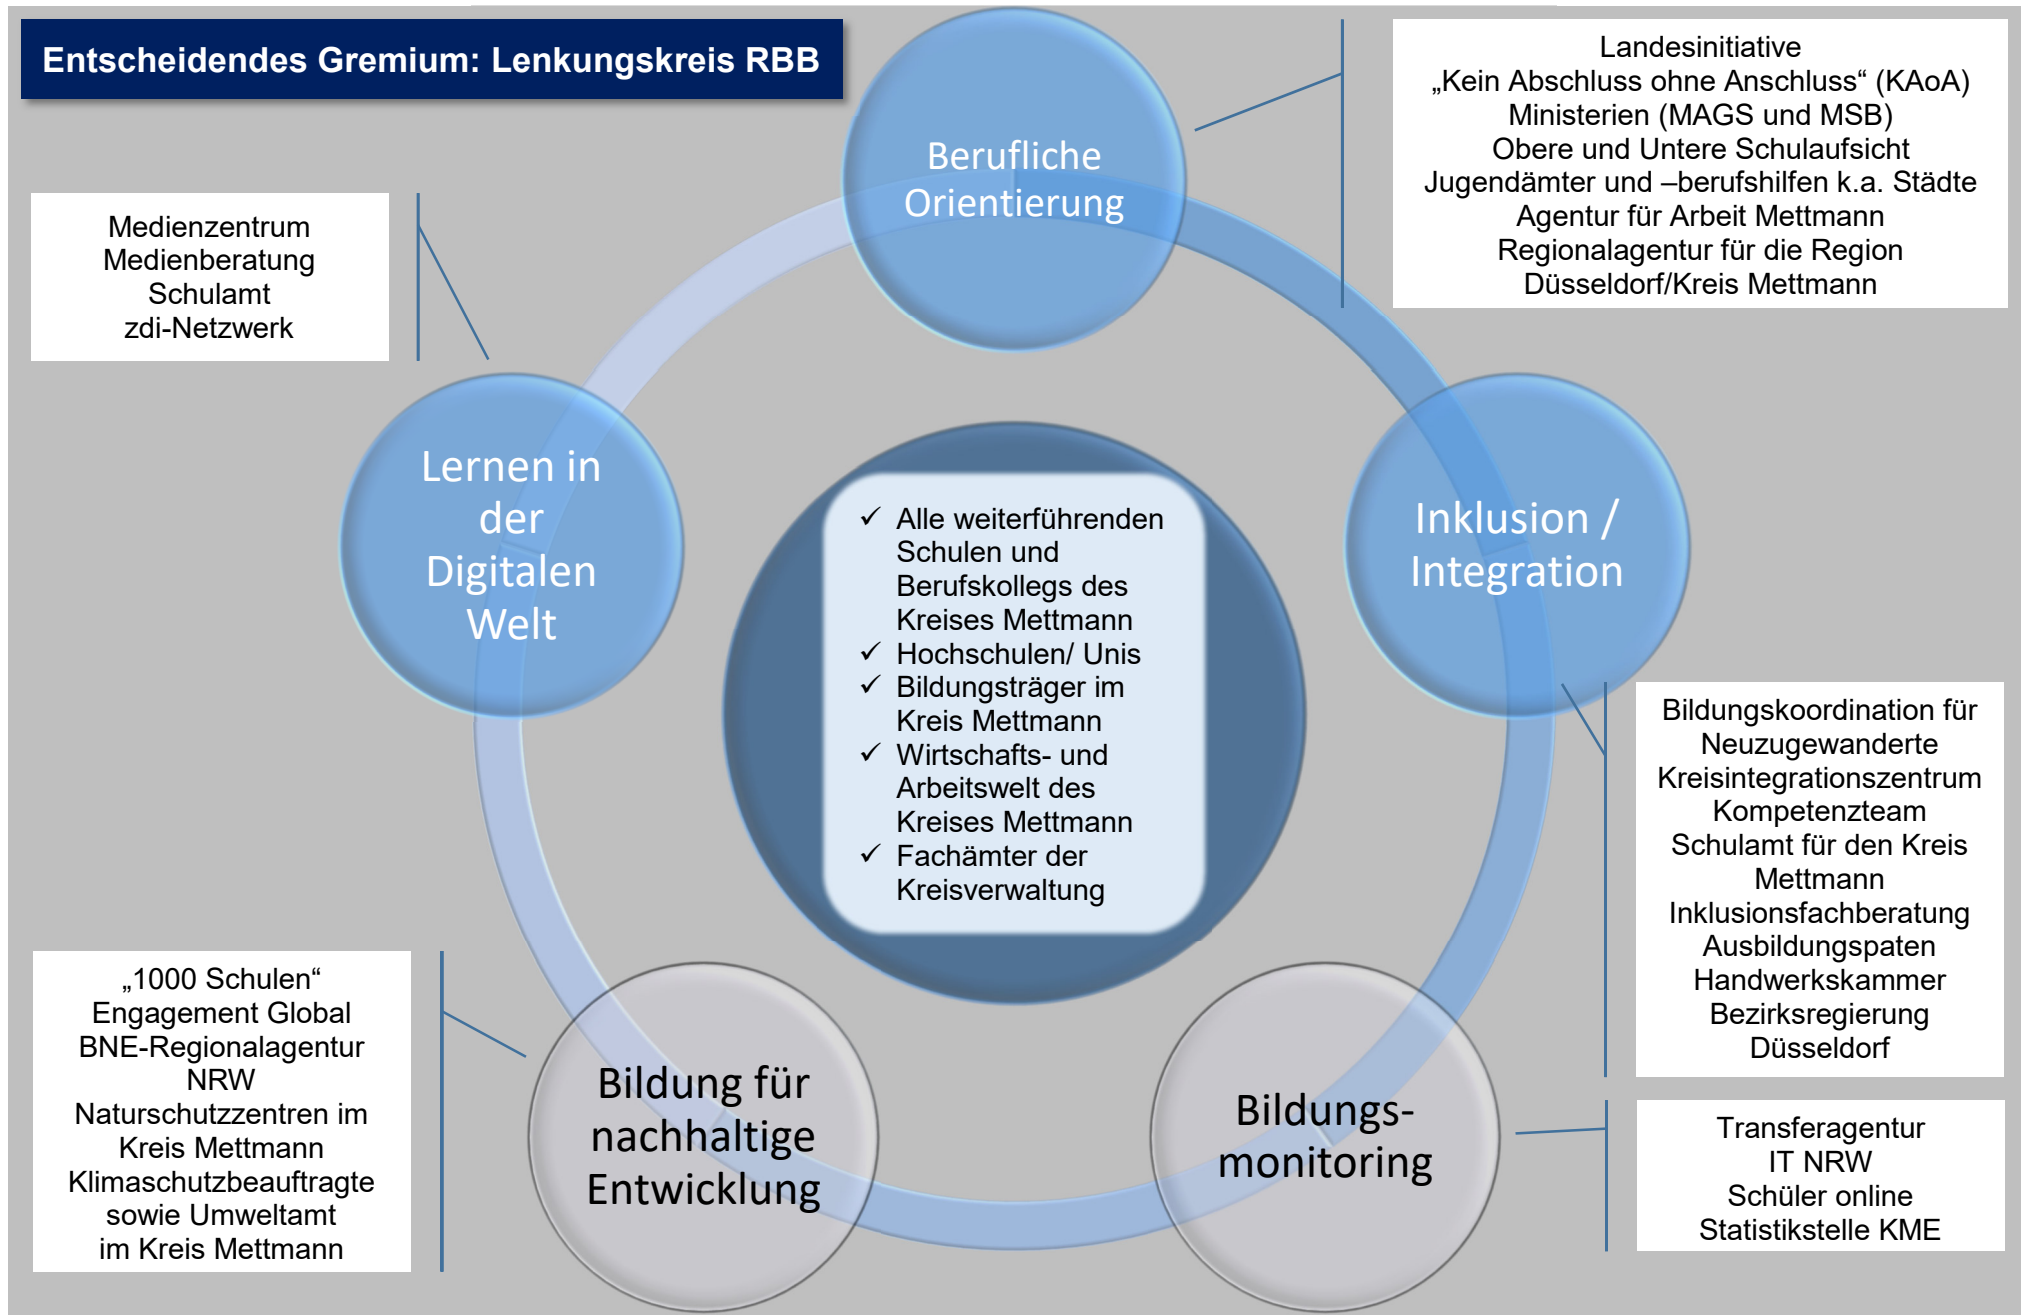 Entscheidendes Gremium: Lenkungskreis RBB
Berufliche
Orientierung
Landesinitiative
„Kein Abschluss ohne Anschluss“ (KAoA)
Ministerien (MAGS und MSB)
Obere und Untere Schulaufsicht
Jugendämter und –berufshilfen k.a. Städte
Agentur für Arbeit Mettmann
Regionalagentur für die Region
Düsseldorf/Kreis Mettmann
Medienzentrum
Medienberatung
Schulamt
zdi-Netzwerk
Lernen in
der
Digitalen
Welt
✓ Alle weiterführenden
Schulen und
Berufskollegs des
Kreises Mettmann
✓ Hochschulen/ Unis
✓ Bildungsträger im
Kreis Mettmann
✓ Wirtschafts- und
Arbeitswelt des
Kreises Mettmann
✓ Fachämter der
Kreisverwaltung
Inklusion /
Integration
Bildungskoordination für
Neuzugewanderte
Kreisintegrationszentrum
Kompetenzteam
Schulamt für den Kreis
Mettmann
Inklusionsfachberatung
Ausbildungspaten
Handwerkskammer
Bezirksregierung
Düsseldorf
„1000 Schulen“
Engagement Global
BNE-Regionalagentur
NRW
Naturschutzzentren im
Kreis Mettmann
Klimaschutzbeauftragte
sowie Umweltamt
im Kreis Mettmann
Bildung für
nachhaltige
Entwicklung
Bildungs-
monitoring
Transferagentur
IT NRW
Schüler online
Statistikstelle KME